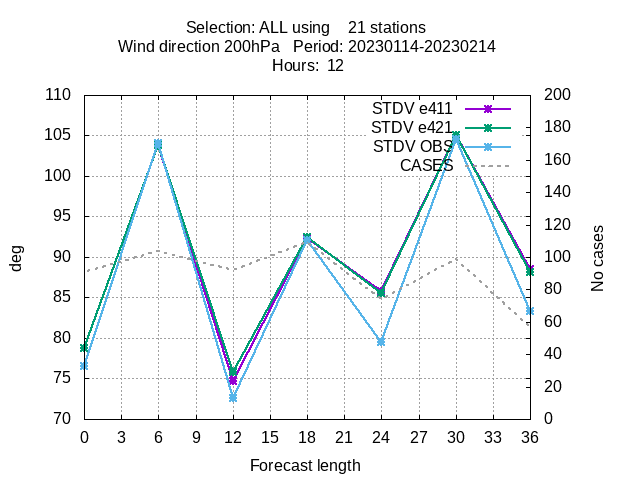 Selection: ALL using    21 stations
Wind direction 200hPa   Period: 20230114-20230214
Hours:  12
110
105
100
95
90
85
80
75
70
200
180
160
140
120
100
80
60
40
20
0
STDV e411
STDV e421
STDV OBS
CASES
deg
No cases
0 3 6 9 12 15 18 21 24 27 30 33 36
Forecast length